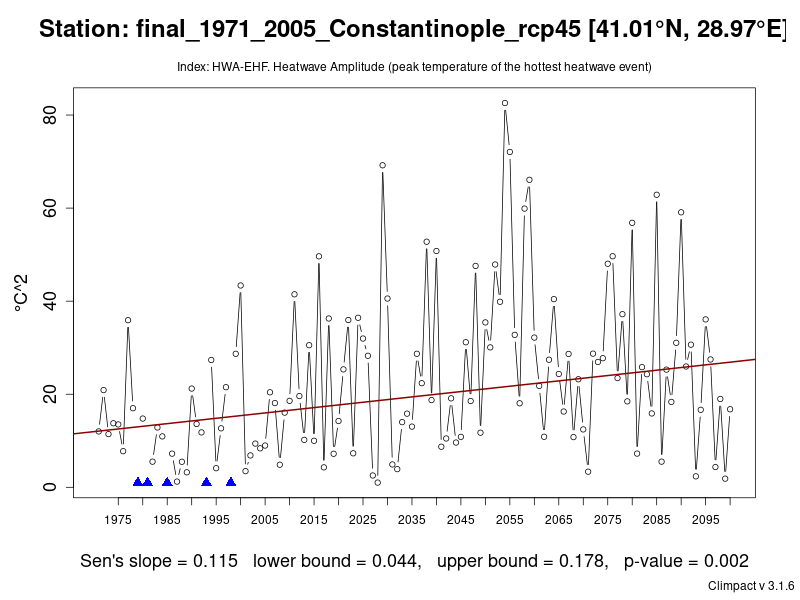 Station: final_1971_2005_Constantinople_rcp45 [41.01°N, 28.97°E]
Index: HWA-EHF. Heatwave Amplitude (peak temperature of the hottest heatwave event)
°C^2
80
60
40
20
0
1975 1985 1995 2005 2015 2025 2035 2045 2055 2065 2075 2085 2095
Sen's slope = 0.115 lower bound = 0.044, upper bound = 0.178, p-value = 0.002
Climpact v 3.1.6